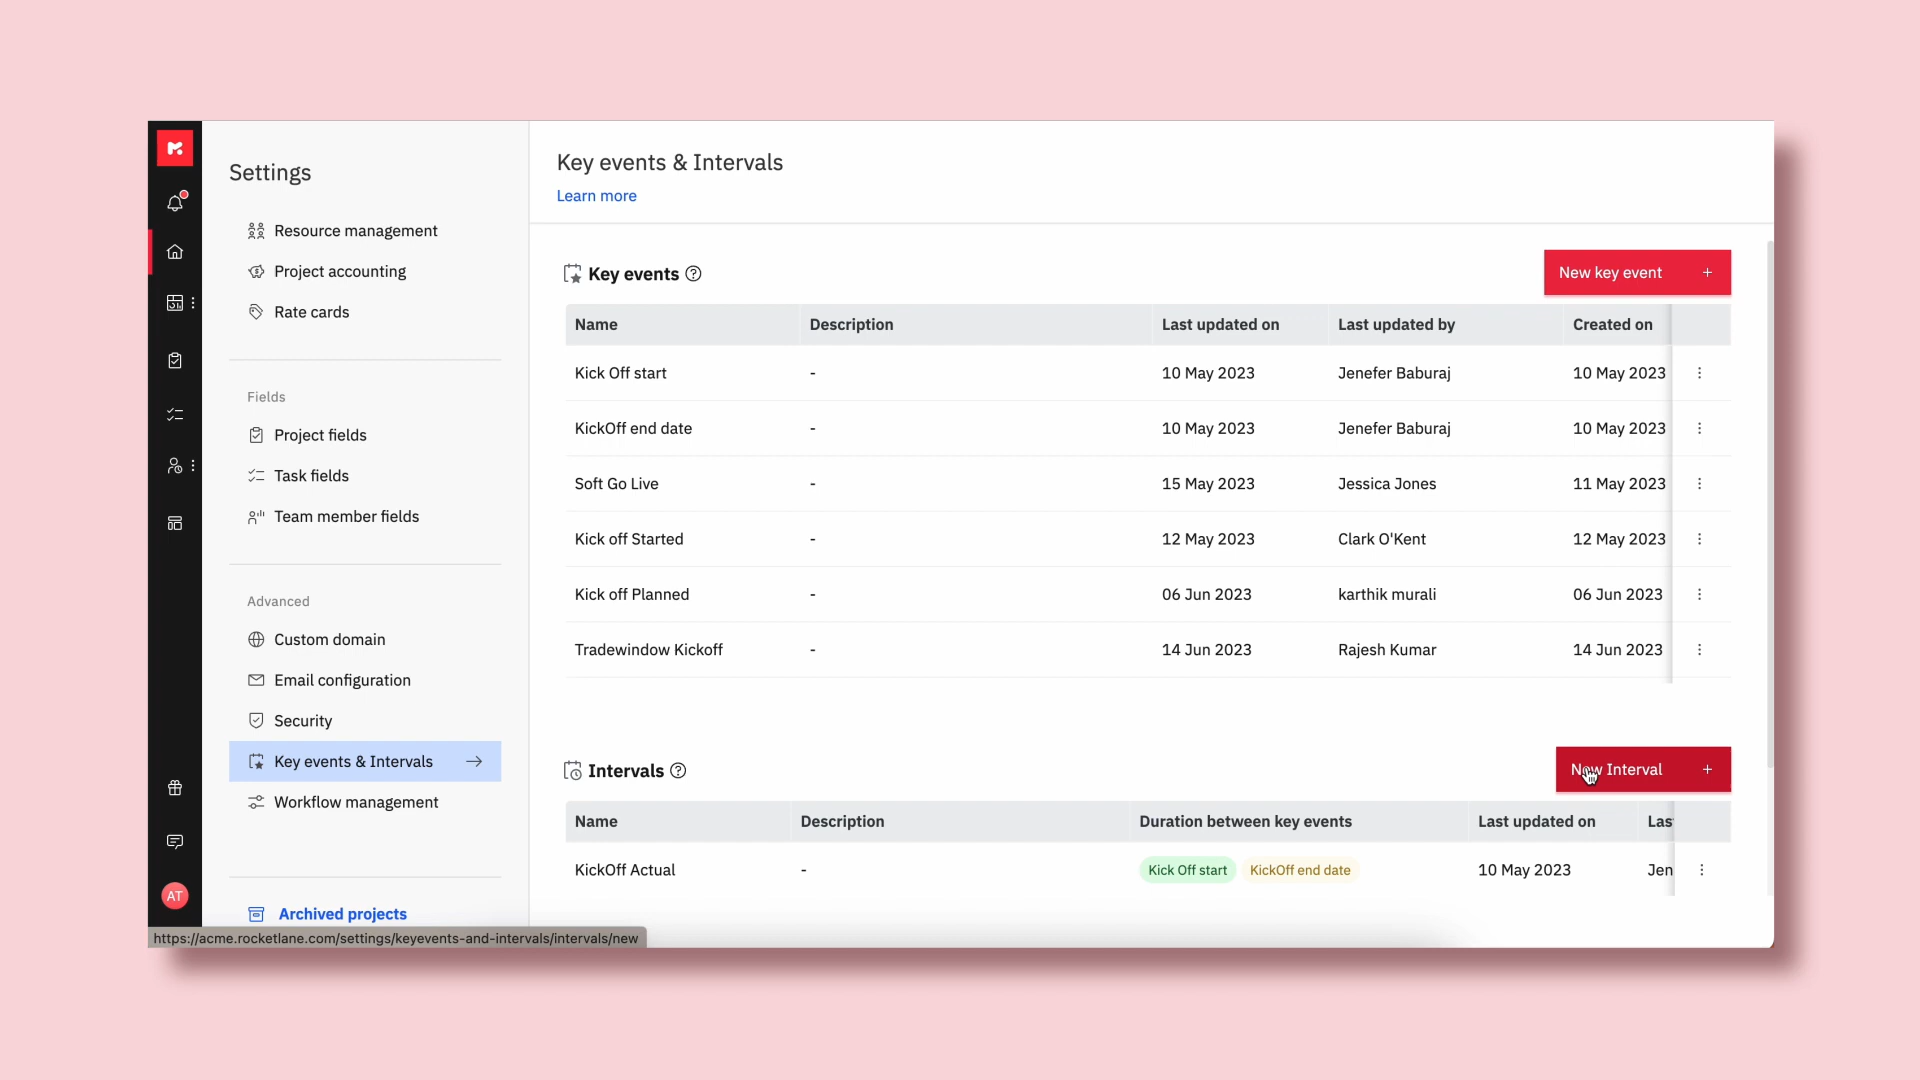 Settings
Resource management
Project accounting
Rate cards
Fields
Project fields
Task fields
Team member fields
Advanced
Custom domain
Email configuration
Security
Key events & Intervals
Workflow management
Archived projects
AT
https://acme.rocketlane.com/settings/keyevents-and-intervals/intervals/new
Key events & Intervals
Learn more
Key events
New key event +
Name Description Last updated on Last updated by Created on
Kick Off start - 10 May 2023 Jenefer Baburaj 10 May 2023
KickOff end date - 10 May 2023 Jenefer Baburaj 10 May 2023
Soft Go Live - 15 May 2023 Jessica Jones 11 May 2023
Kick off Started - 12 May 2023 Clark O'Kent 12 May 2023
Kick off Planned - 06 Jun 2023 karthik murali 06 Jun 2023
Tradewindow Kickoff - 14 Jun 2023 Rajesh Kumar 14 Jun 2023
Intervals
New Interval +
Name Description Duration between key events Last updated on Las
KickOff Actual - Kick Off start KickOff end date 10 May 2023 Jen